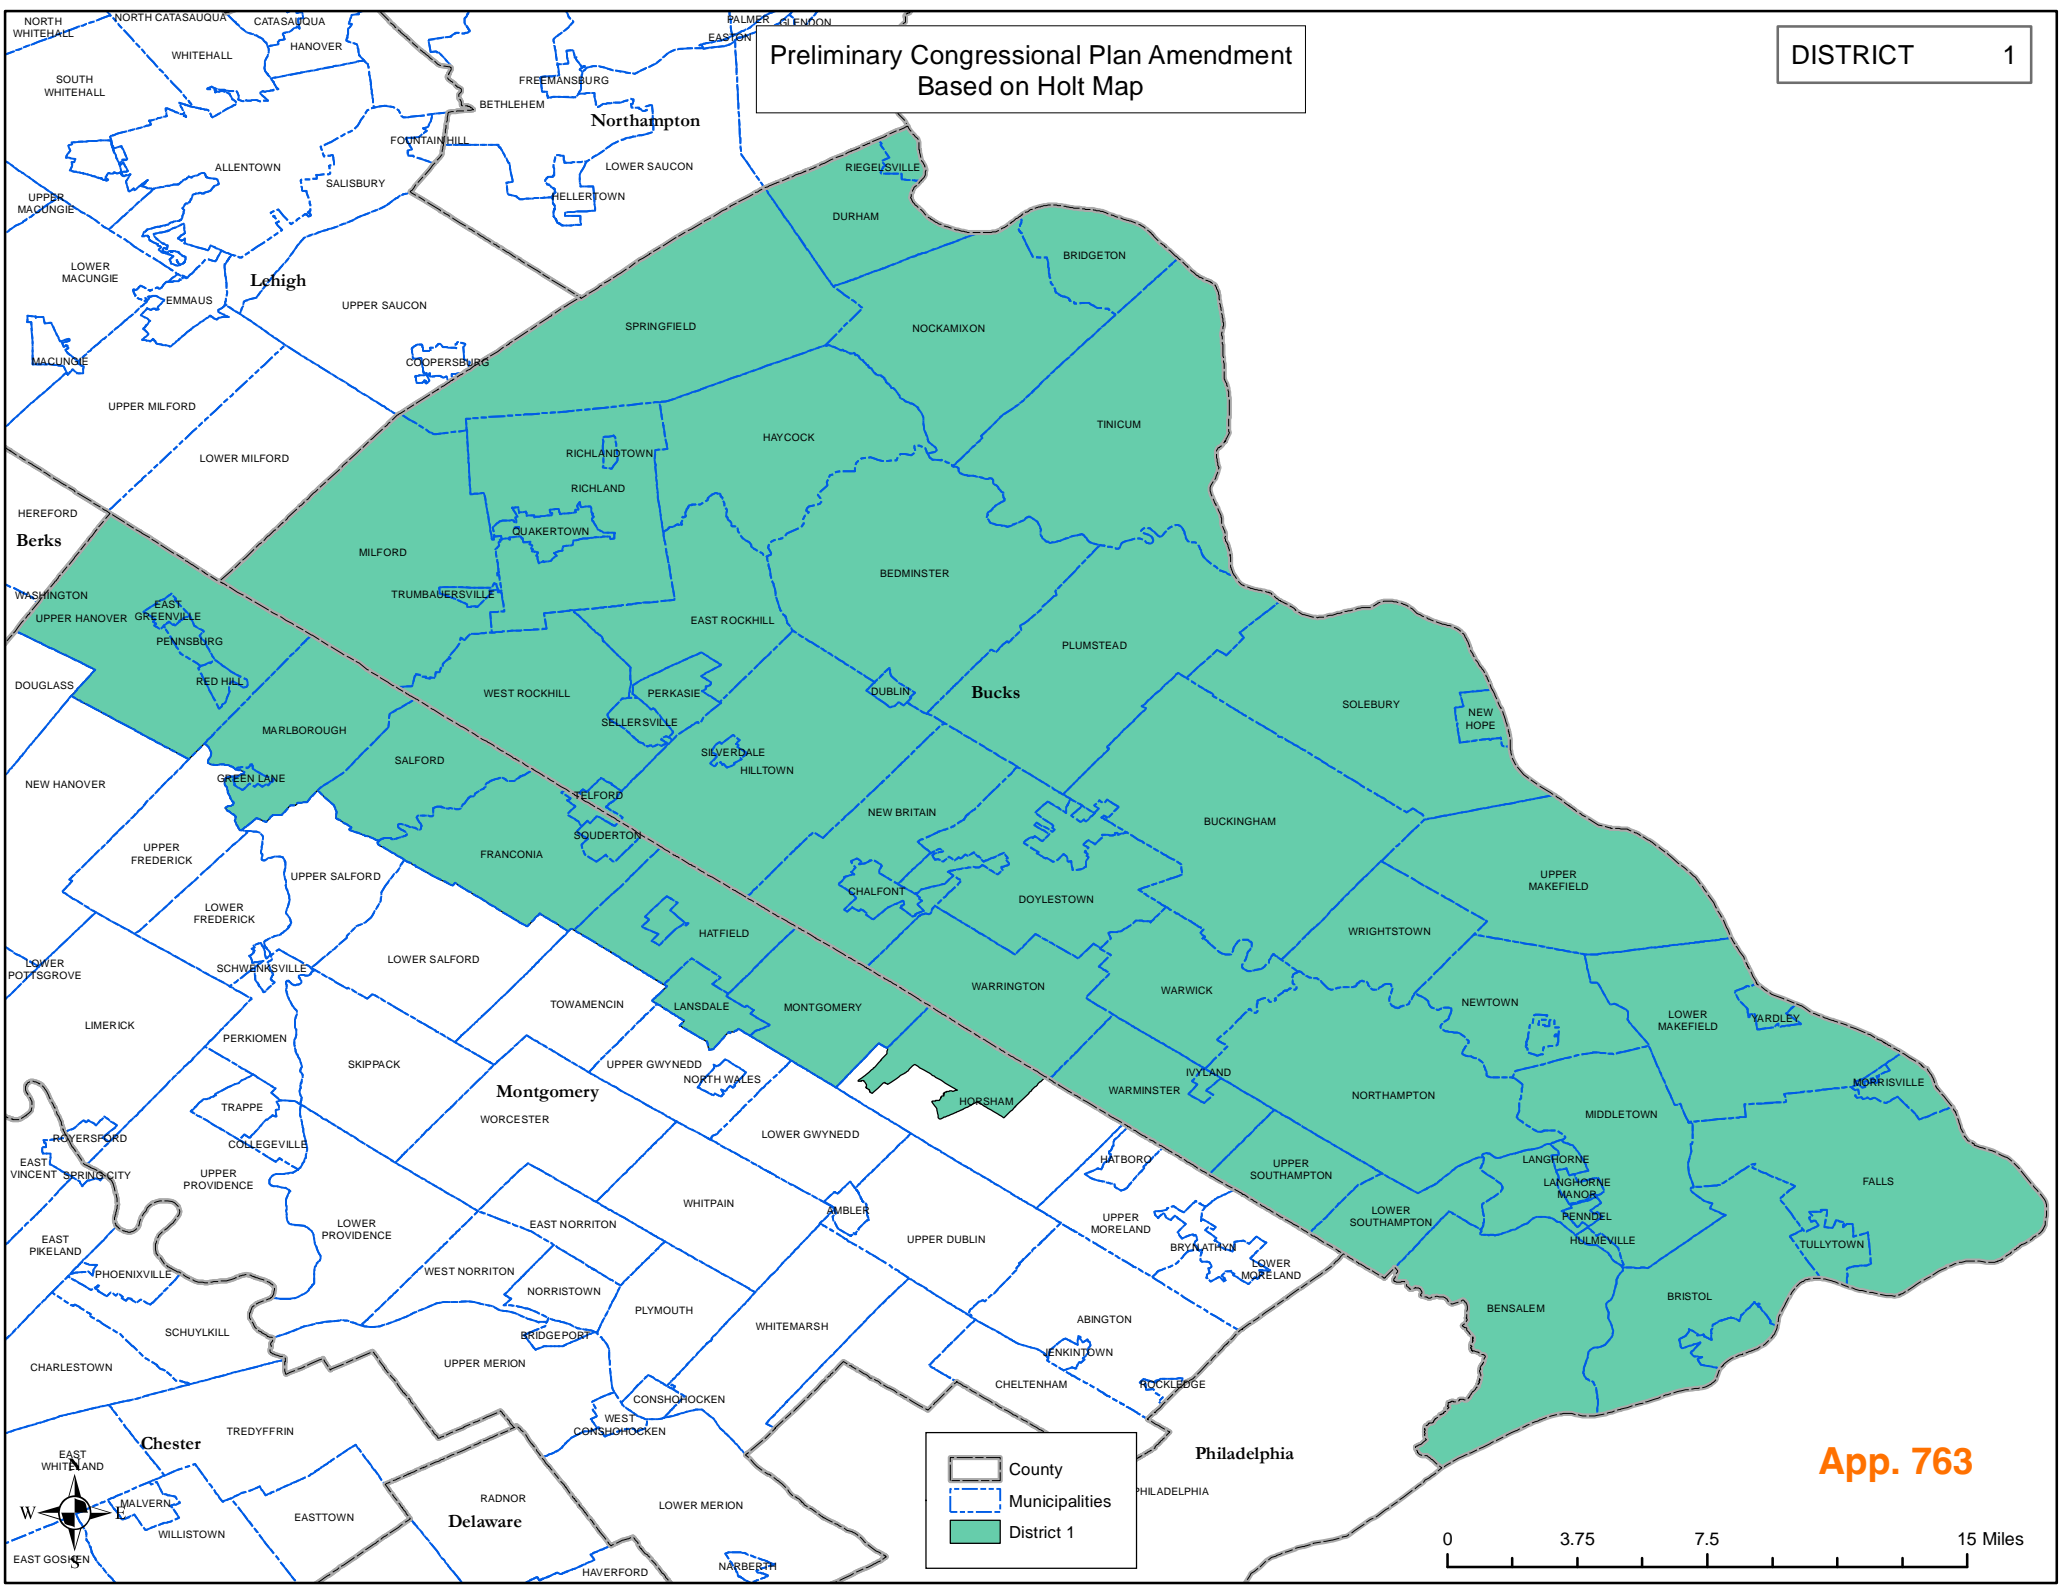 Preliminary Congressional Plan Amendment
Based on Holt Map
DISTRICT 1
NORTH
WHITEHALL
NORTH CATASAUQUA
CATASAUQUA
PALMER
GLENDON
EASTON
HANOVER
WHITEHALL
SOUTH
WHITEHALL
FREEMANSBURG
BETHLEHEM
Northampton
FOUNTAIN HILL
ALLENTOWN
LOWER SAUCON
RIEGELSVILLE
SALISBURY
HELLERTOWN
UPPER
MACUNGIE
DURHAM
BRIDGETON
LOWER
MACUNGIE
Lehigh
EMMAUS
UPPER SAUCON
SPRINGFIELD
NOCKAMIXON
MACUNGIE
COOPERSBURG
UPPER MILFORD
TINICUM
HAYCOCK
LOWER MILFORD
RICHLANDTOWN
RICHLAND
HEREFORD
Berks
QUAKERTOWN
MILFORD
BEDMINSTER
WASHINGTON
TRUMBAUERSVILLE
EAST
GREENVILLE
UPPER HANOVER
EAST ROCKHILL
PENNSBURG
PLUMSTEAD
RED HILL
DOUGLASS
WEST ROCKHILL
PERKASIE
DUBLIN
Bucks
SOLEBURY
NEW
HOPE
SELLERSVILLE
MARLBOROUGH
SALFORD
SILVERDALE
HILLTOWN
GREEN LANE
NEW HANOVER
TELFORD
NEW BRITAIN
BUCKINGHAM
SOUDERTON
FRANCONIA
UPPER
FREDERICK
UPPER SALFORD
UPPER
MAKEFIELD
CHALFONT
DOYLESTOWN
LOWER
FREDERICK
HATFIELD
WRIGHTSTOWN
LOWER SALFORD
SCHWENKSVILLE
LOWER
POTTSGROVE
WARRINGTON
WARWICK
TOWAMENCIN
LANSDALE
MONTGOMERY
NEWTOWN
LOWER
MAKEFIELD
YARDLEY
LIMERICK
PERKIOMEN
SKIPPACK
UPPER GWYNEDD
NORTH WALES
IVYLAND
MORRISVILLE
Montgomery
WARMINSTER
NORTHAMPTON
HORSHAM
TRAPPE
WORCESTER
MIDDLETOWN
ROYERSFORD
COLLEGEVILLE
LOWER GWYNEDD
EAST
VINCENT
SPRING CITY
HATBORO
LANGHORNE
UPPER
PROVIDENCE
UPPER
SOUTHAMPTON
LANGHORNE
MANOR
FALLS
WHITPAIN
AMBLER
UPPER
MORELAND
LOWER
SOUTHAMPTON
PENNDEL
EAST NORRITON
LOWER
PROVIDENCE
UPPER DUBLIN
HULMEVILLE
TULLYTOWN
EAST
PIKELAND
BRYN ATHYN
LOWER
MORELAND
PHOENIXVILLE
WEST NORRITON
NORRISTOWN
PLYMOUTH
BRISTOL
BENSALEM
ABINGTON
WHITEMARSH
SCHUYLKILL
BRIDGEPORT
JENKINTOWN
CHARLESTOWN
UPPER MERION
CHELTENHAM
ROCKLEDGE
CONSHOHOCKEN
WEST
CONSHOHOCKEN
TREDYFFRIN
Chester
EAST
WHITELAND
Philadelphia
App. 763
County
Municipalities
District 1
PHILADELPHIA
N
W
E
S
MALVERN
RADNOR
LOWER MERION
Delaware
EASTTOWN
WILLISTOWN
EAST GOSHEN
HAVERFORD
NARBERTH
0 3.75 7.5 15 Miles